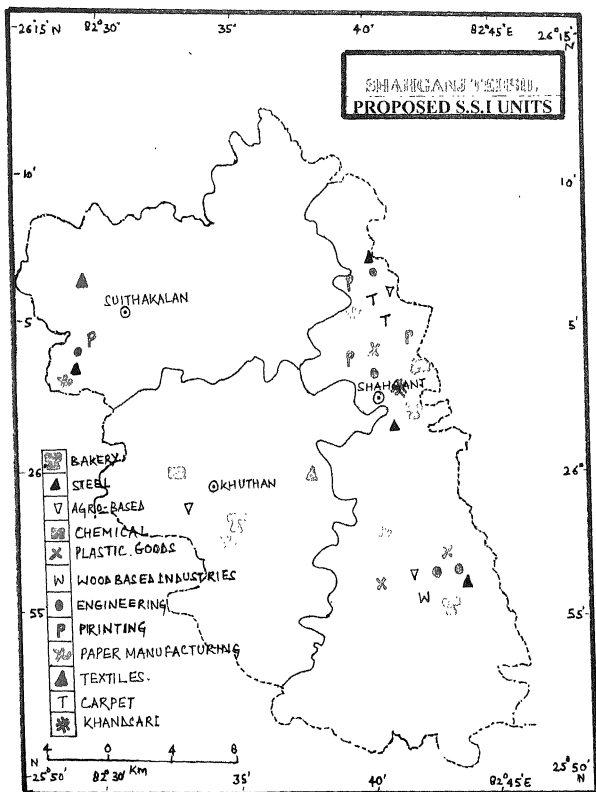 26°15'N 82°30' 35' 40' 82°45'E 26°15' N
SHAHGANJ TEHSIL
PROPOSED S.S.I UNITS
10' 10'
SUITHAKALAN
P
P
T
T
P
P
5' 5'
SHAHGANJ
26° 26°
KHUTHAN
BAKERY
STEEL
AGRO-BASED
CHEMICAL
PLASTIC. GOODS
W WOOD BASED INDUSTRIES
ENGINEERING
P PIRINTING
PAPER MANUFACTURING
TEXTILES.
T CARPET
KHANDSARI
W
55' 55'
4 0 4 8
Km
N 25°50' 82°30' 35' 40' 82°45'E 25°50' N